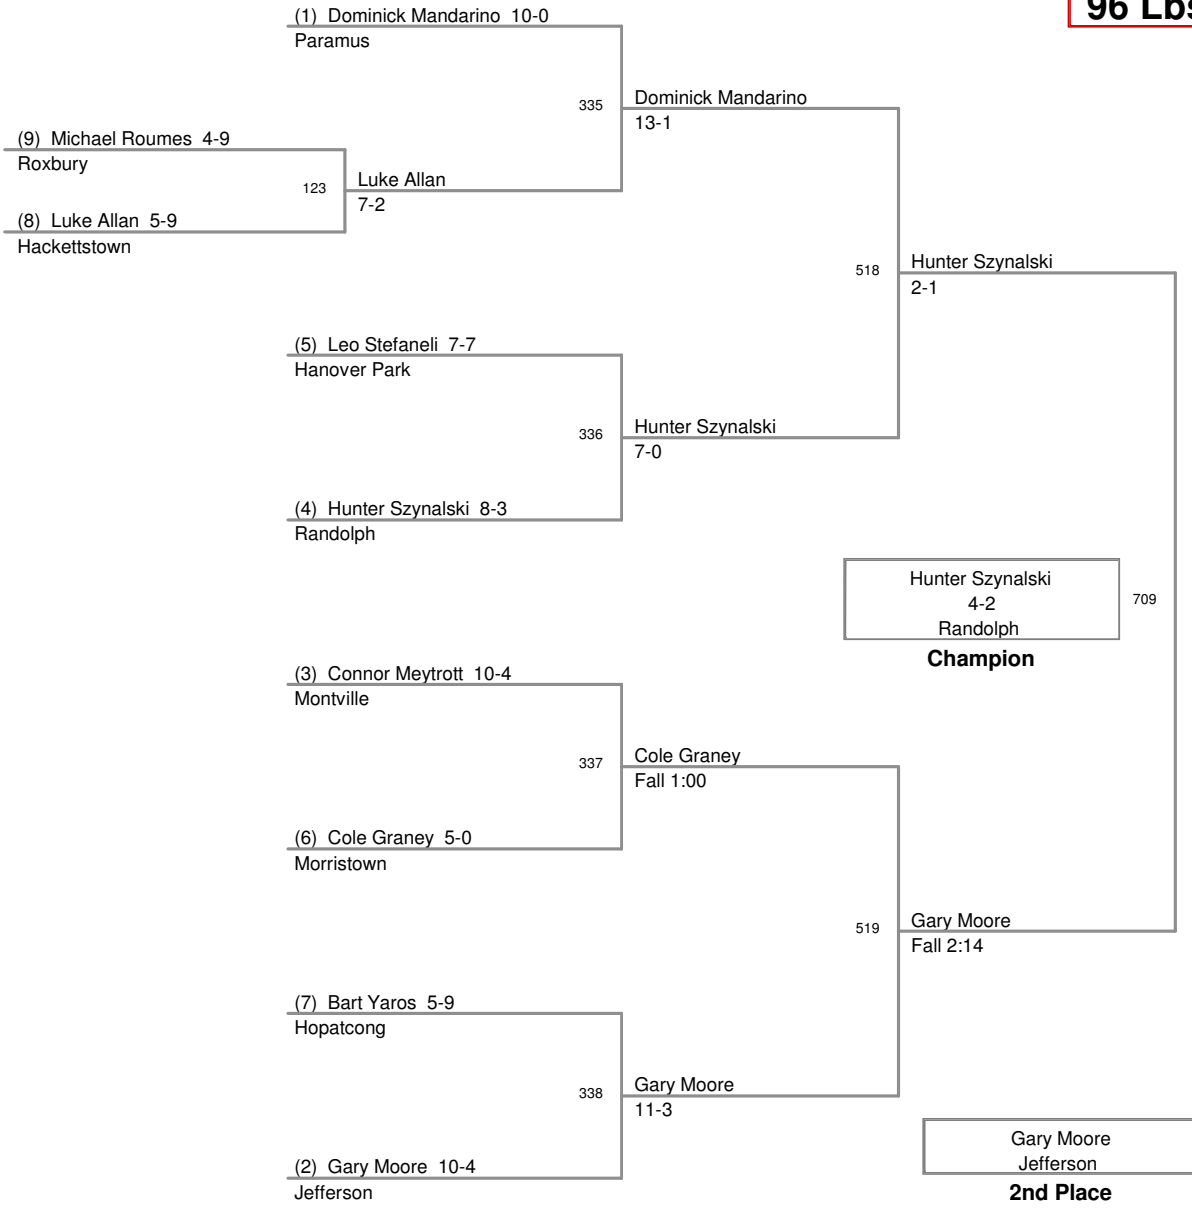 96 Lbs
(1) Dominick Mandarino 10-0
Paramus
335
Dominick Mandarino
13-1
(9) Michael Roumes 4-9
Roxbury
123
Luke Allan
7-2
(8) Luke Allan 5-9
Hackettstown
518
Hunter Szynalski
2-1
(5) Leo Stefaneli 7-7
Hanover Park
336
Hunter Szynalski
7-0
(4) Hunter Szynalski 8-3
Randolph
Hunter Szynalski
4-2
Randolph
709
Champion
(3) Connor Meytrott 10-4
Montville
337
Cole Graney
Fall 1:00
(6) Cole Graney 5-0
Morristown
519
Gary Moore
Fall 2:14
(7) Bart Yaros 5-9
Hopatcong
338
Gary Moore
11-3
(2) Gary Moore 10-4
Jefferson
Gary Moore
Jefferson
2nd Place